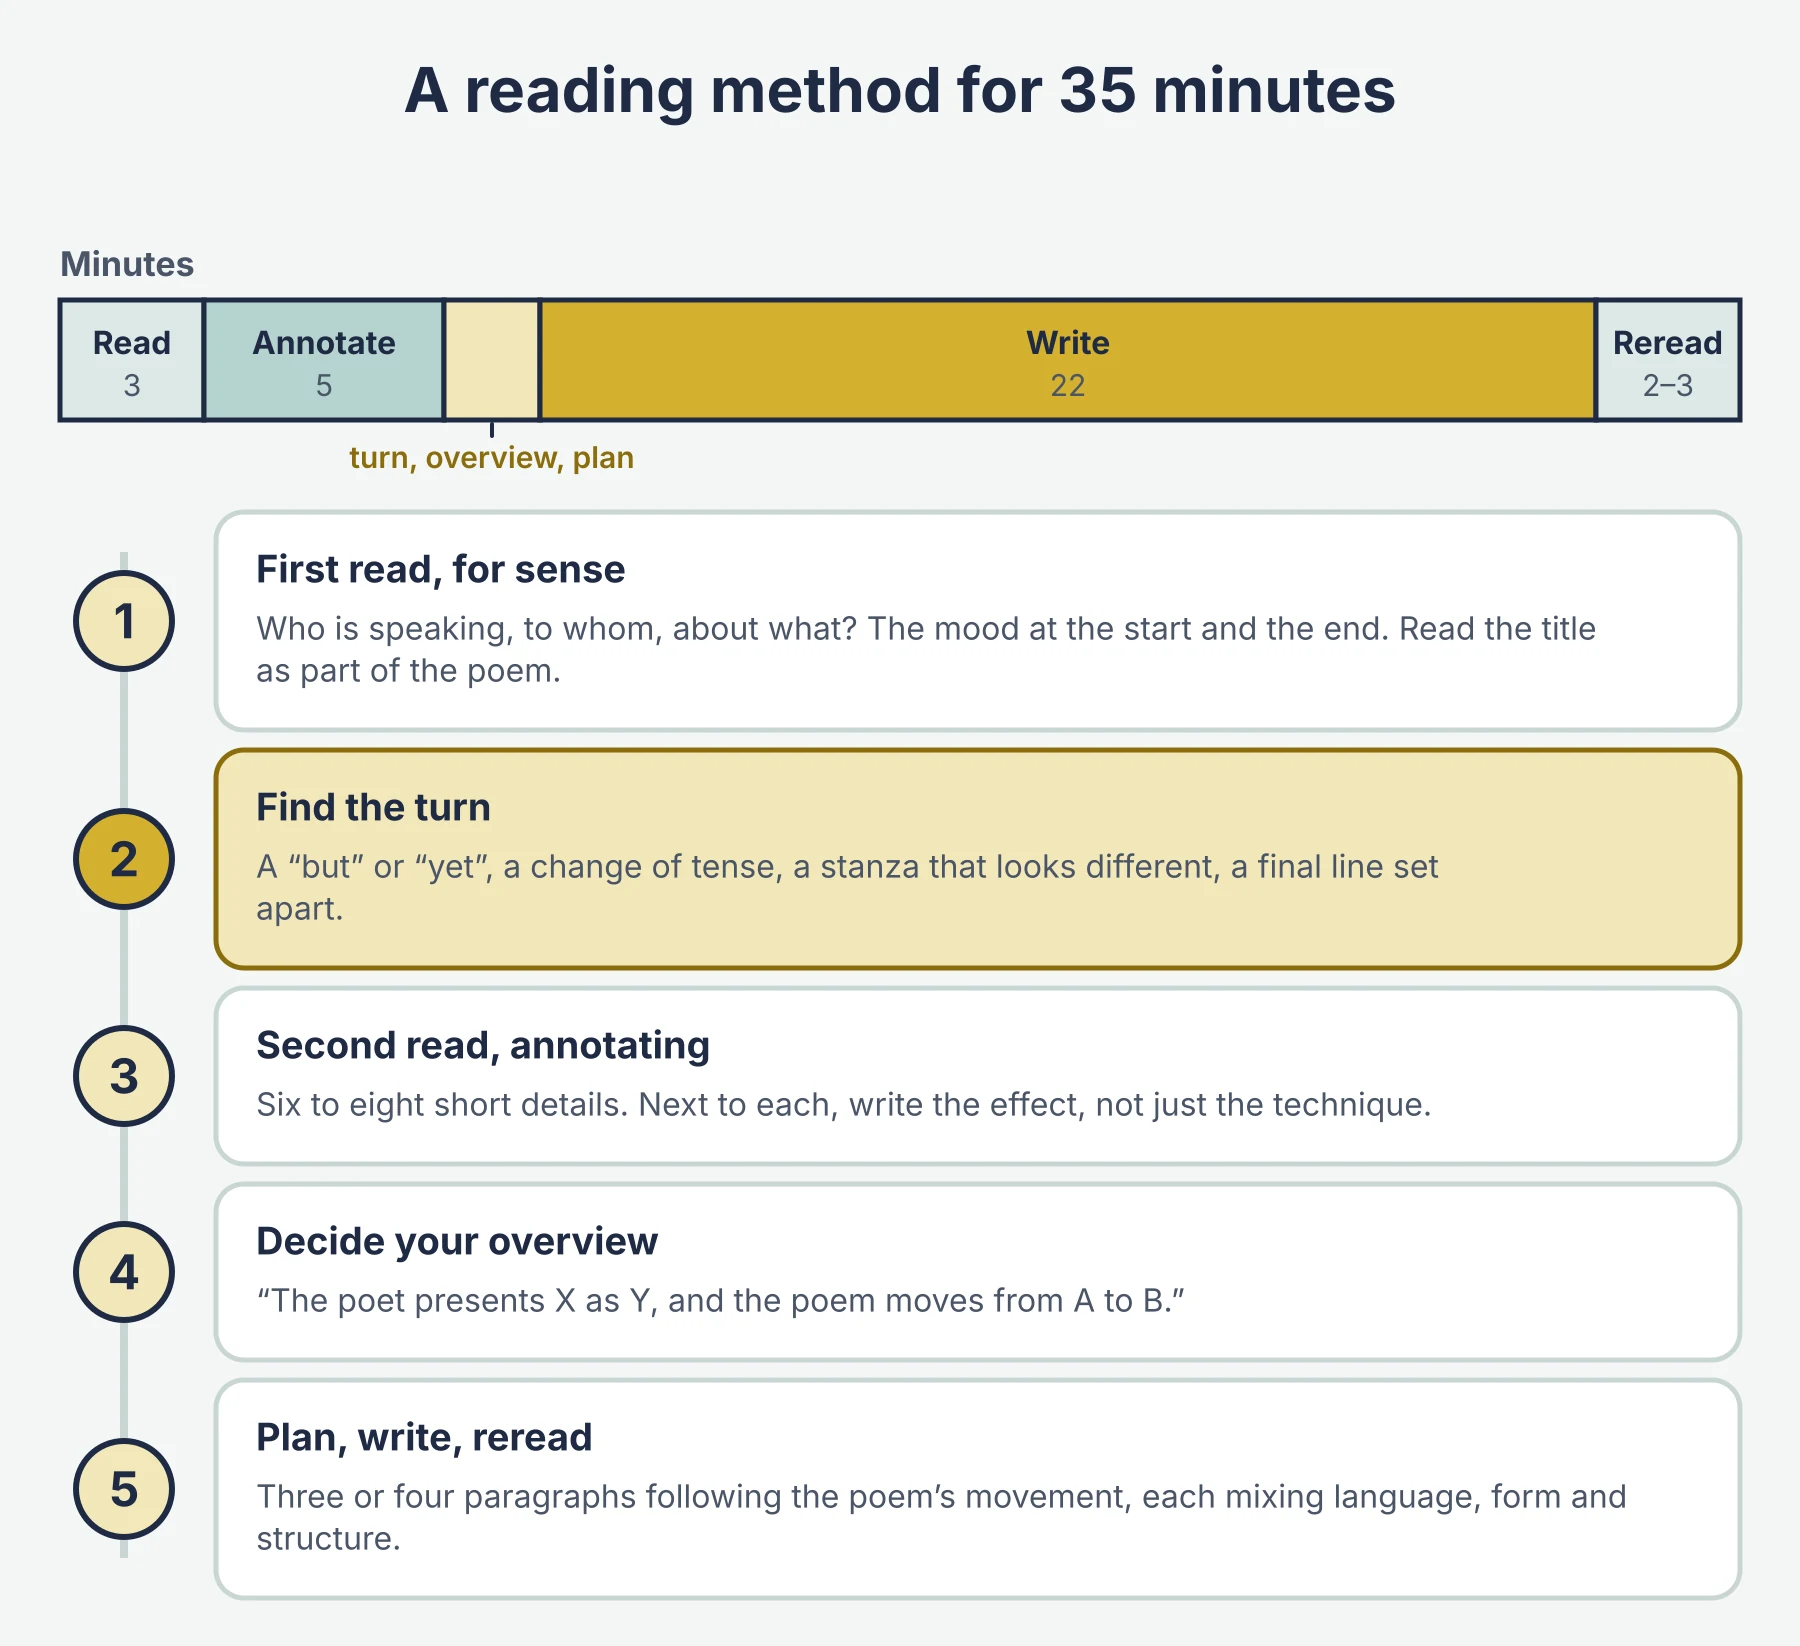 A reading method for 35 minutes
Minutes
Read
3
Annotate
5
Write
22
Reread
2–3
turn, overview, plan
1
First read, for sense
Who is speaking, to whom, about what? The mood at the start and the end. Read the title
as part of the poem.
2
Find the turn
A “but” or “yet”, a change of tense, a stanza that looks different, a final line set
apart.
3
Second read, annotating
Six to eight short details. Next to each, write the effect, not just the technique.
4
Decide your overview
“The poet presents X as Y, and the poem moves from A to B.”
5
Plan, write, reread
Three or four paragraphs following the poem’s movement, each mixing language, form and
structure.